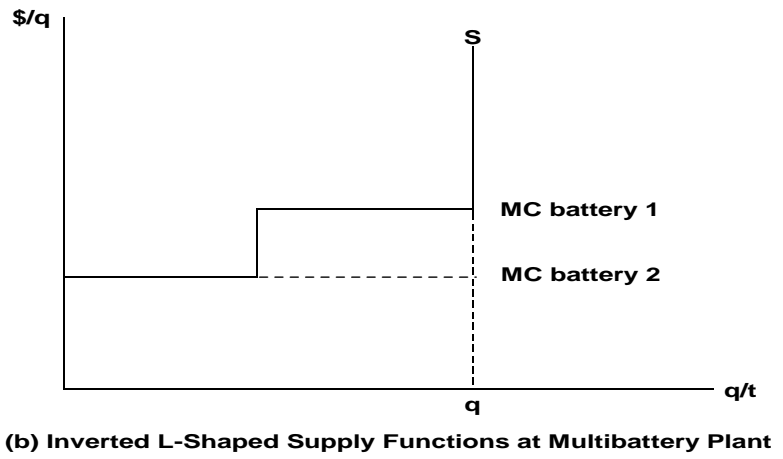 $/q
S
MC battery 1
MC battery 2
q/t
q
(b) Inverted L-Shaped Supply Functions at Multibattery Plant